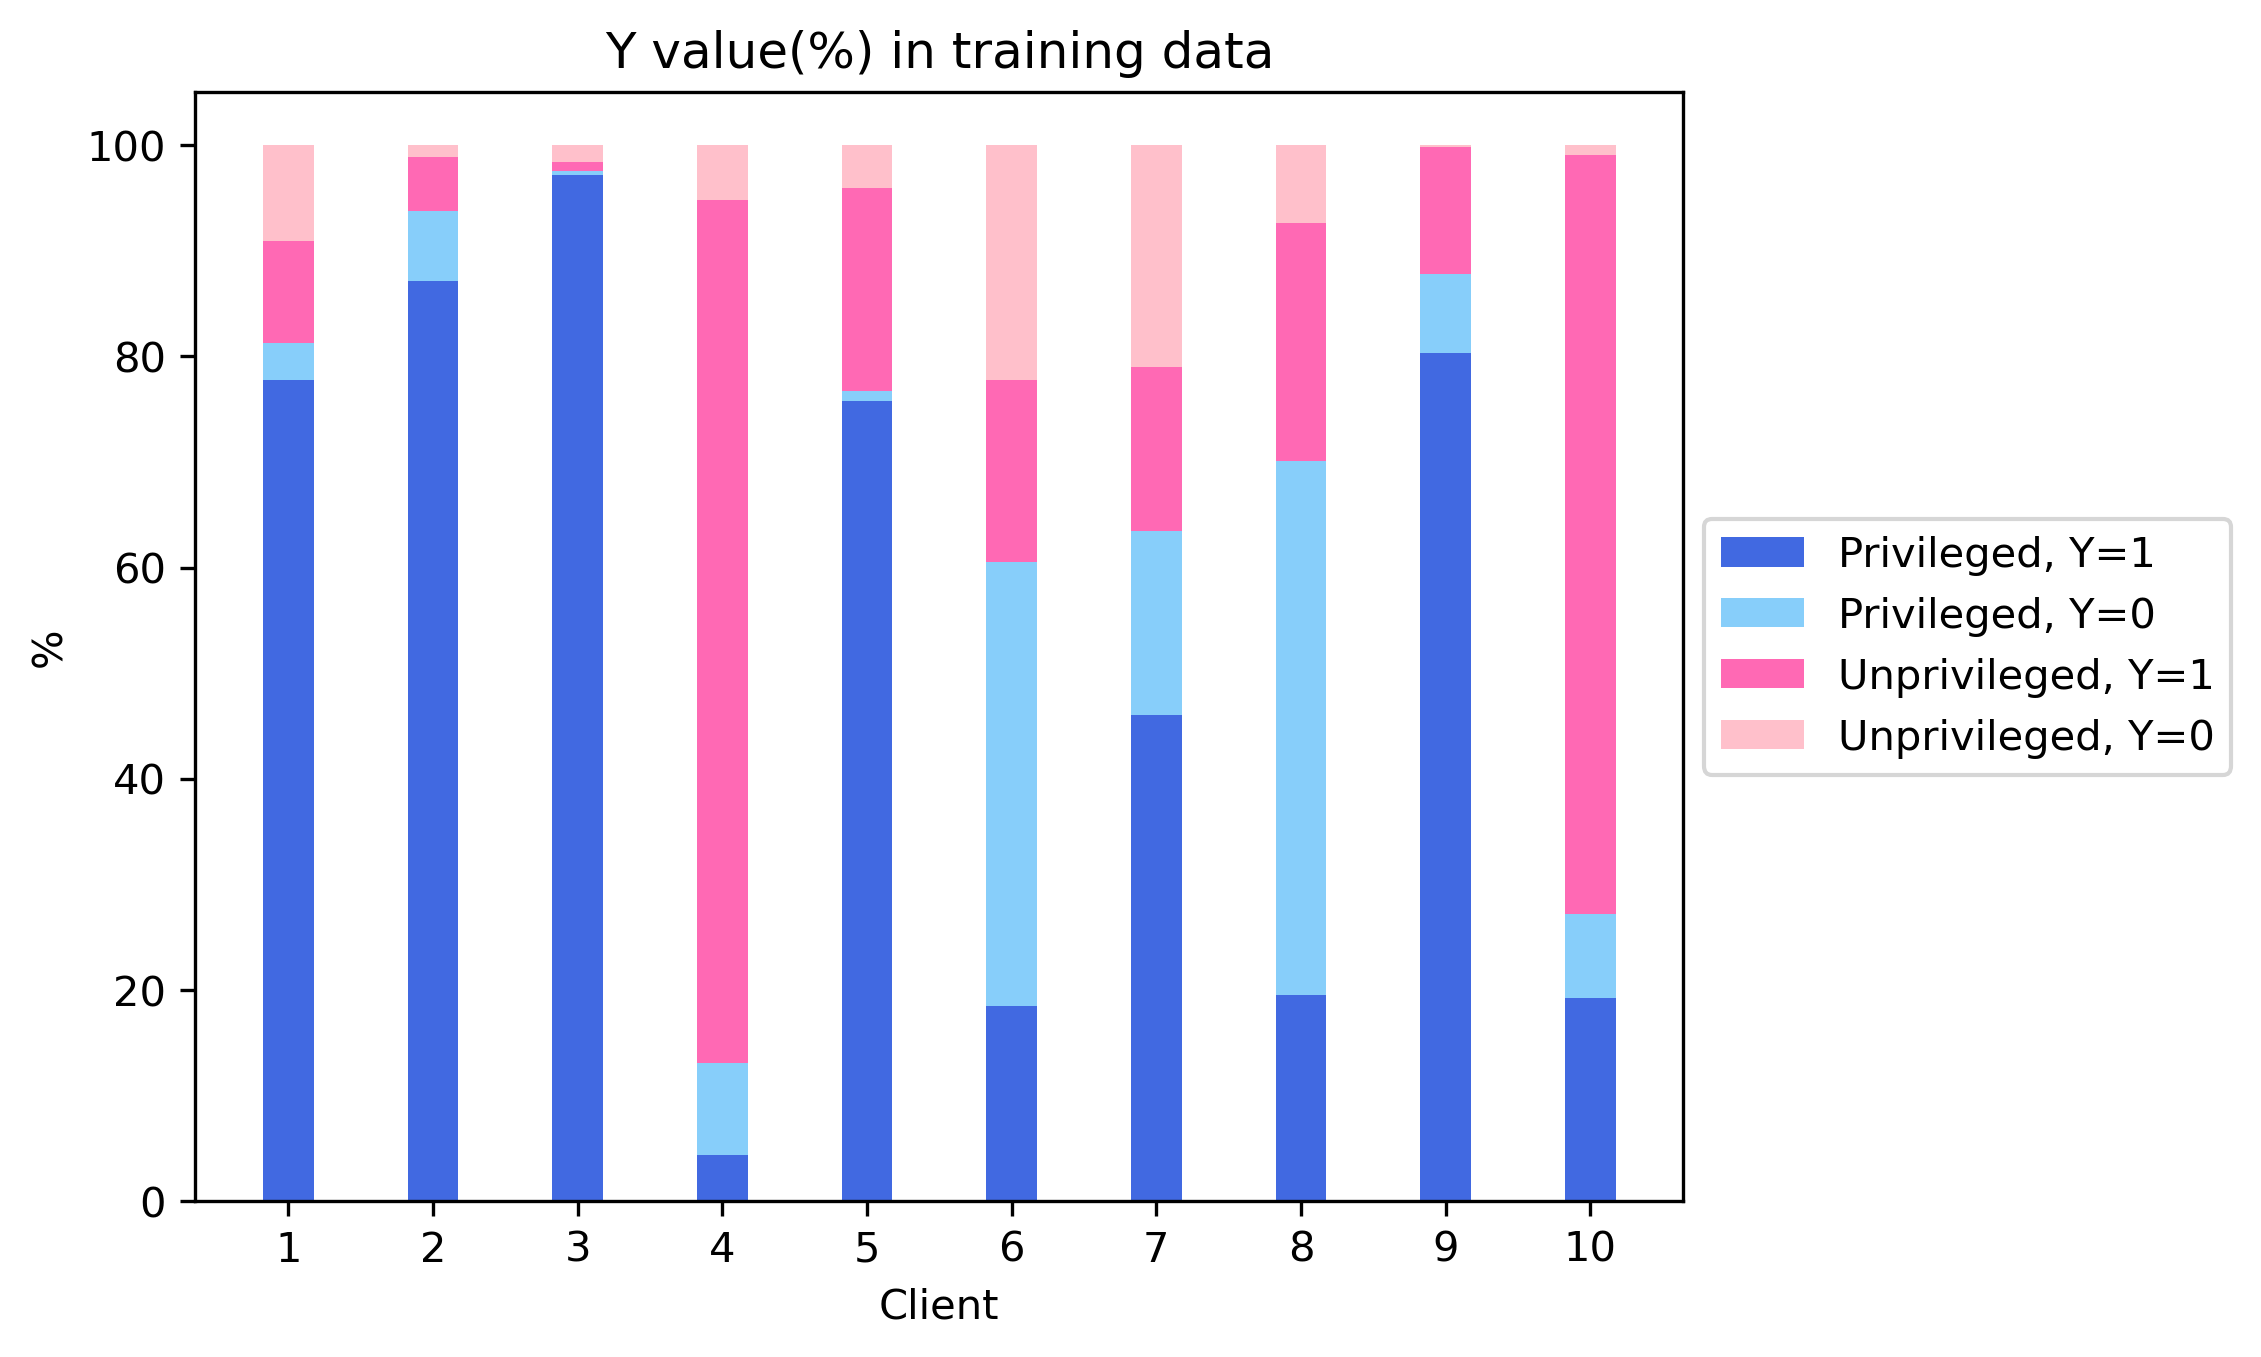 Y value(%) in training data
100
80
60
40
20
0
%
1 2 3 4 5 6 7 8 9 10
Client
Privileged, Y=1
Privileged, Y=0
Unprivileged, Y=1
Unprivileged, Y=0